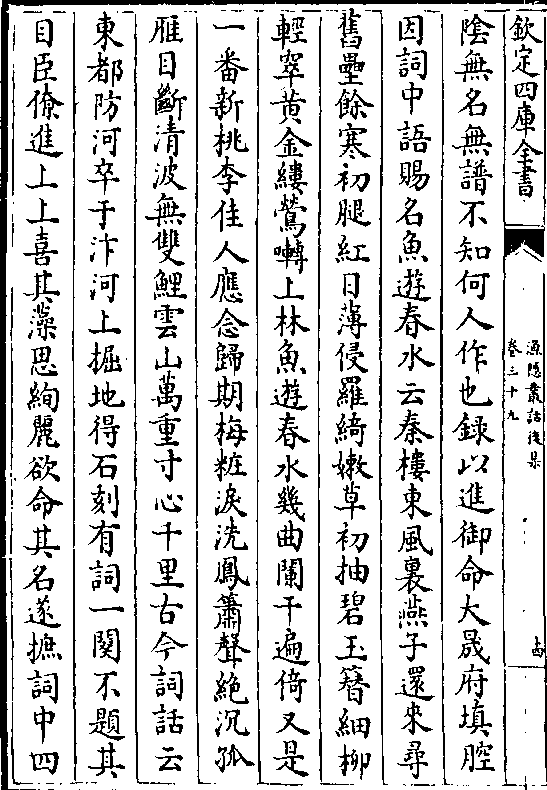 欽定四庫全書
漁隱叢話後集
卷三十九
陰無名無譜不知何人作也録以進御命大晟府填腔
因詞中語賜名魚遊春水云秦樓東風裏燕子還來尋
舊壘餘寒初腿紅日薄侵羅綺嫩草初抽碧玉簪細柳
輕窣黄金縷鶯囀上林魚遊春水幾曲闌干遍倚又是
一番新桃李佳人應念歸期梅粧淚洗鳳簫聲絶沉孤
雁目斷清波無雙鯉雲山萬重寸心千里古今詞話云
東都防河卒于汴河上掘地得石刻有詞一闋不題其
目臣僚進上上喜其藻思絢麗欲命其名遂摭詞中四